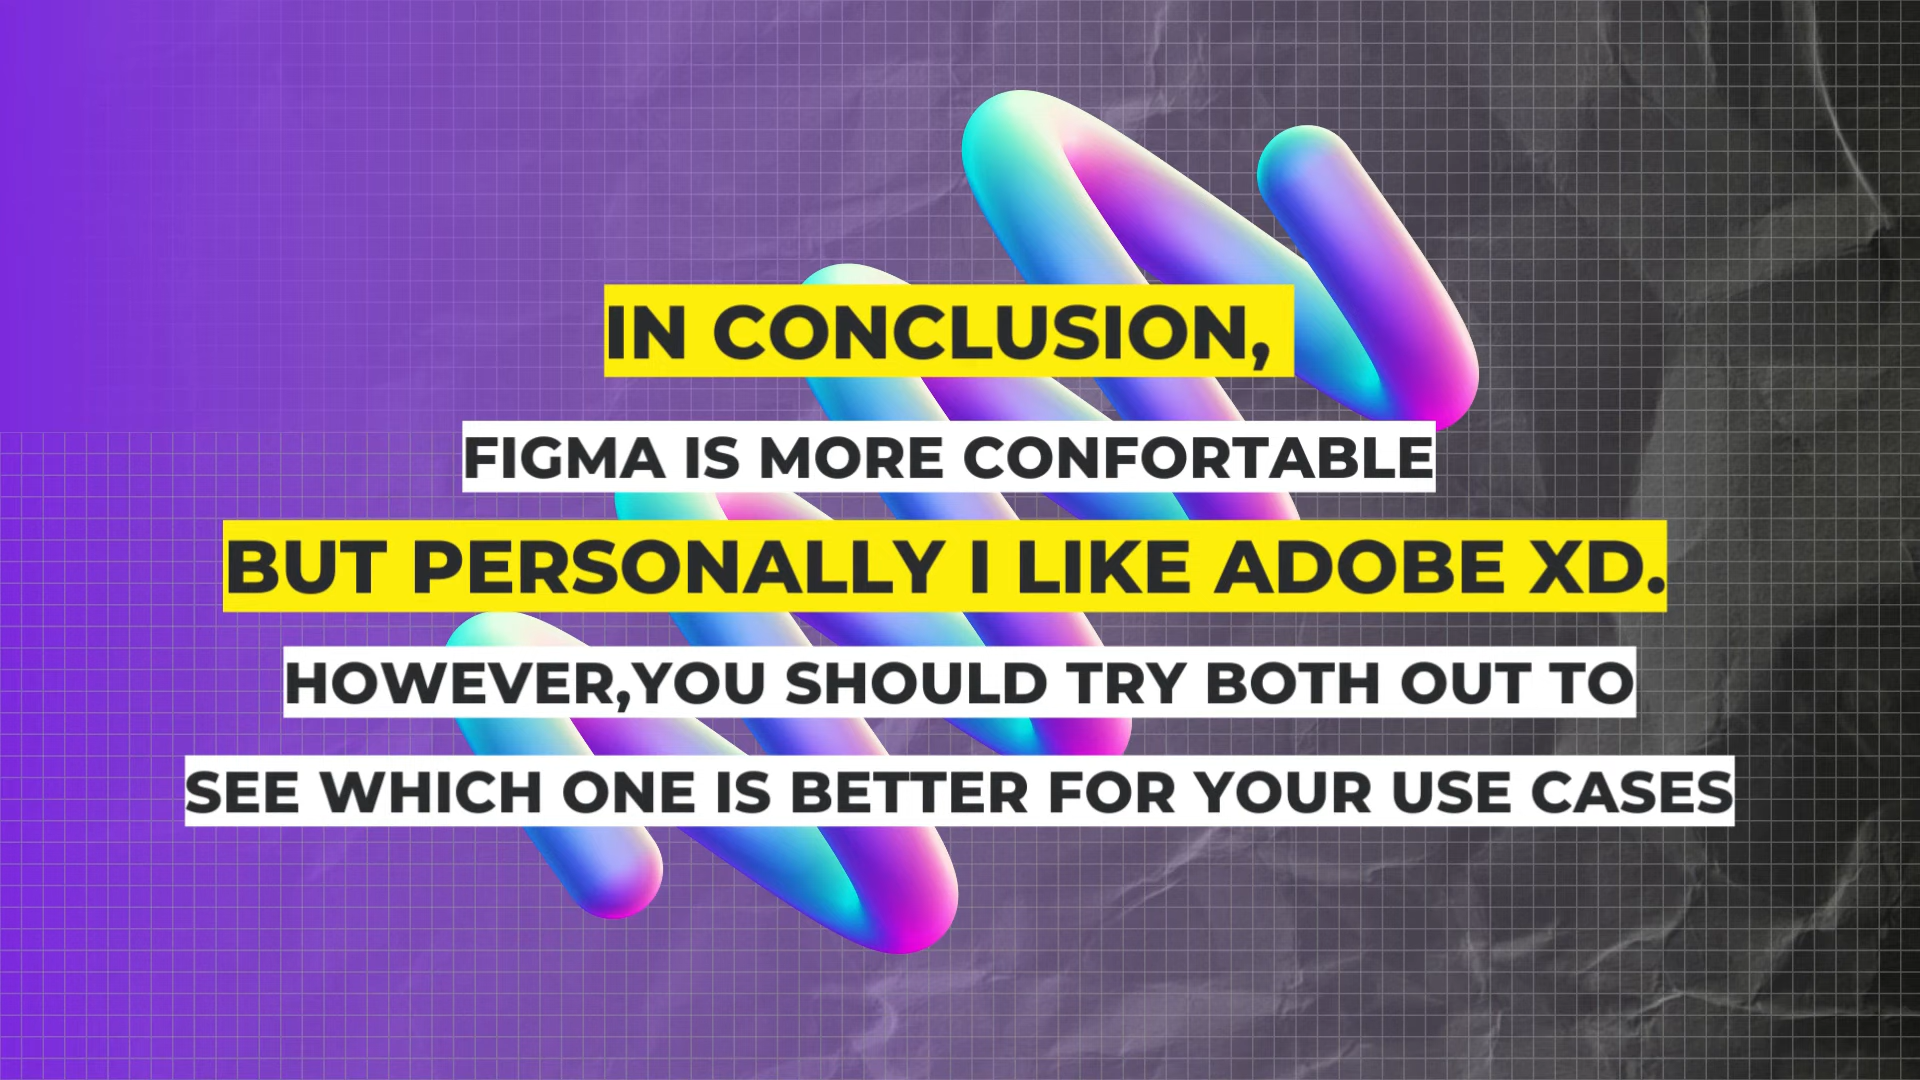 IN CONCLUSION,
FIGMA IS MORE CONFORTABLE
BUT PERSONALLY I LIKE ADOBE XD.
HOWEVER,YOU SHOULD TRY BOTH OUT TO
SEE WHICH ONE IS BETTER FOR YOUR USE CASES